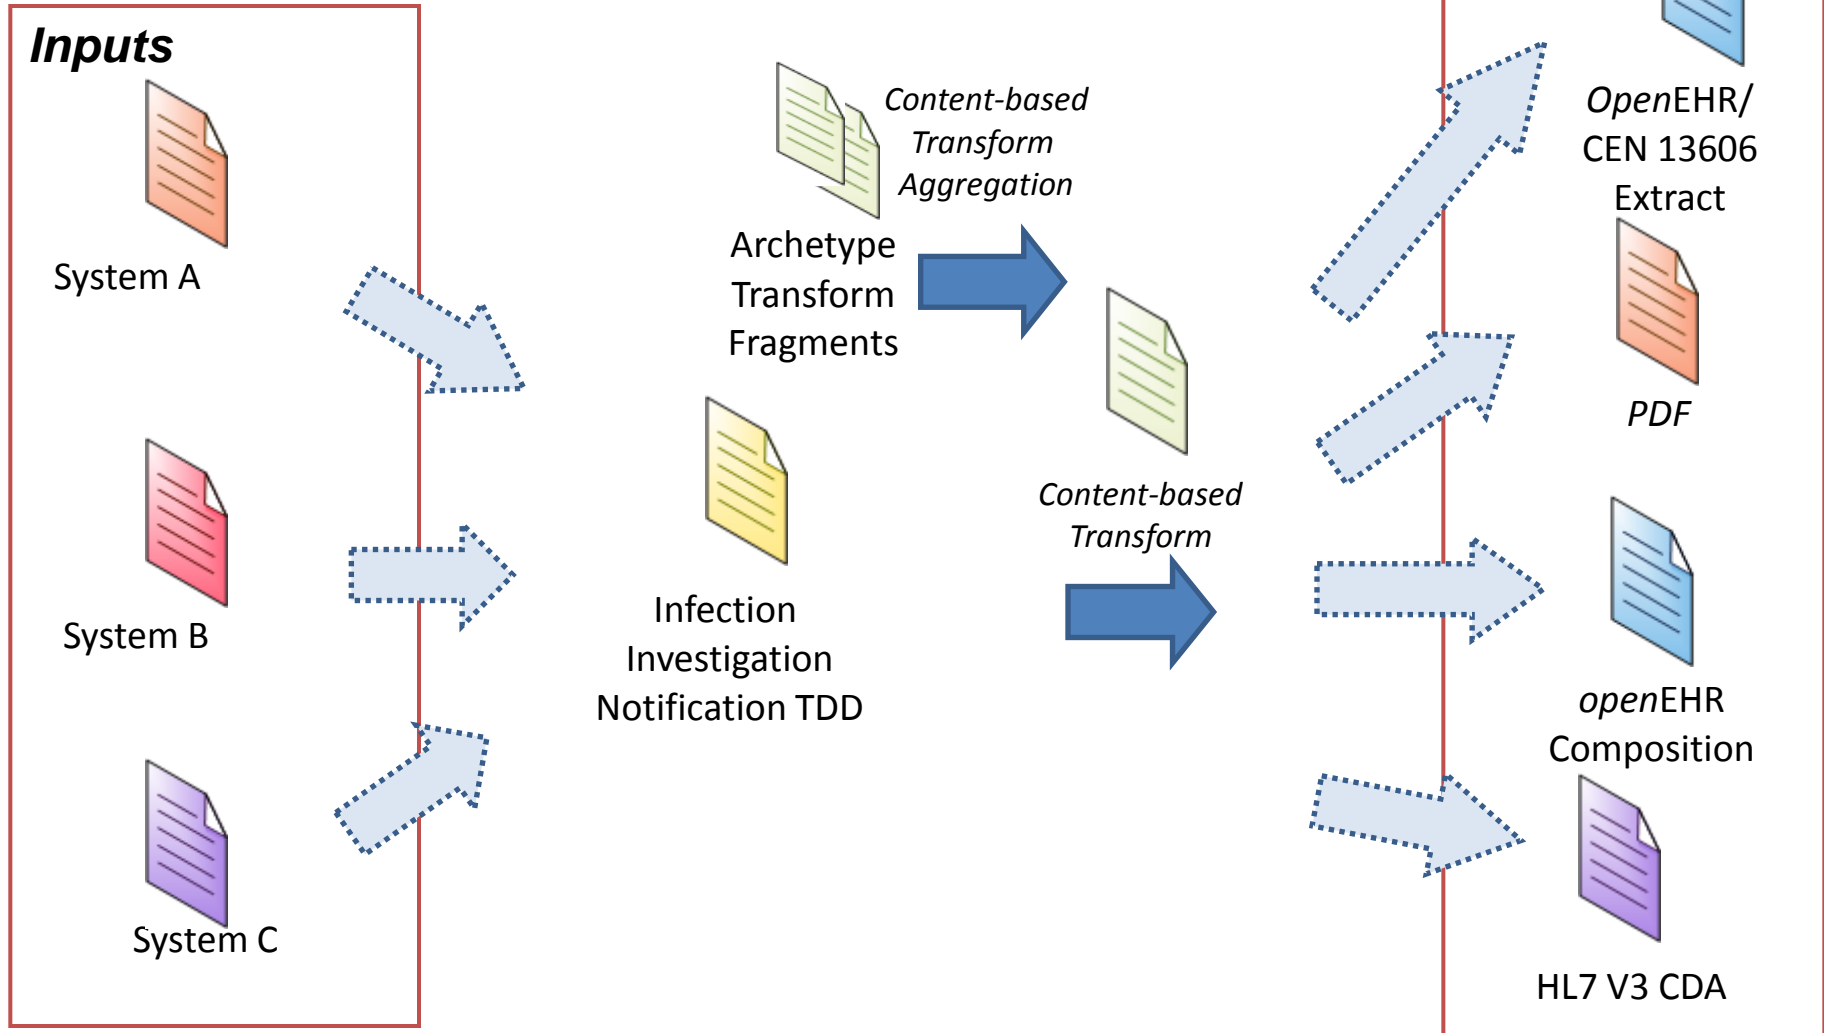 Inputs
System A
System B
System C
Content-based
Transform
Aggregation
Archetype
Transform
Fragments
Infection
Investigation
Notification TDD
Content-based
Transform
OpenEHR/
CEN 13606
Extract
PDF
openEHR
Composition
HL7 V3 CDA